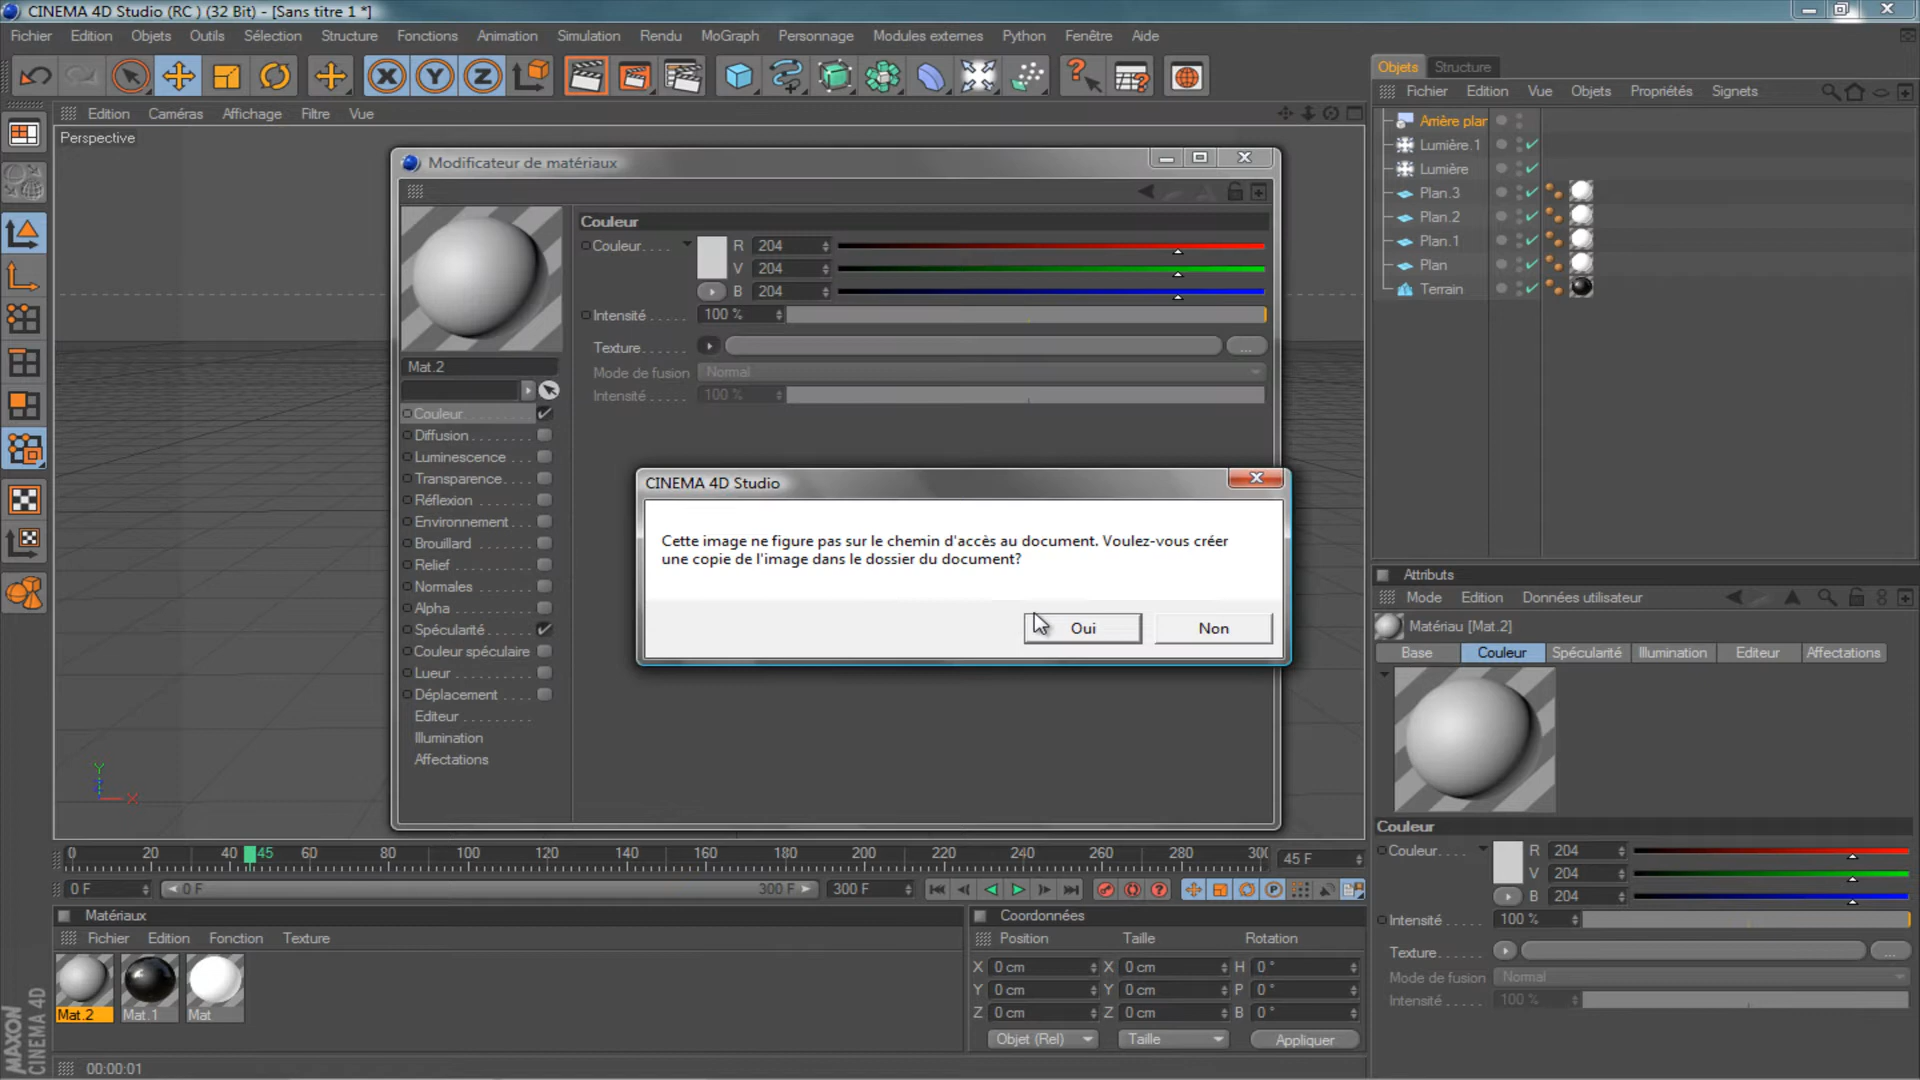 CINEMA 4D Studio (RC ) (32 Bit) - [Sans titre 1 *]
Fichier Edition Objets Outils Sélection Structure Fonctions Animation Simulation Rendu MoGraph Personnage Modules externes Python Fenêtre Aide
Objets Structure
Fichier Edition Vue Objets Propriétés Signets
Edition Caméras Affichage Filtre Vue
Perspective
Arrière plan
Lumière.1
Lumière
Plan.3
Plan.2
Plan.1
Plan
Terrain
Modificateur de matériaux
Couleur
Couleur. . . . R 204
V 204
B 204
Intensité . . . . . 100 %
Texture. . . . . .
Mode de fusion Normal
Intensité . . . . . 100 %
Mat.2
Couleur
Diffusion
Luminescence
Transparence
Réflexion
Environnement
Brouillard
Relief
Normales
Alpha
Spécularité
Couleur spéculaire
Lueur
Déplacement
Editeur
Illumination
Affectations
CINEMA 4D Studio
Cette image ne figure pas sur le chemin d'accès au document. Voulez-vous créer
une copie de l'image dans le dossier du document?
Oui Non
Attributs
Mode Edition Données utilisateur
Matériau [Mat.2]
Base Couleur Spécularité Illumination Editeur Affectations
Couleur
Couleur. . . . R 204
V 204
B 204
Intensité . . . . . 100 %
Texture. . . . . .
Mode de fusion Normal
Intensité . . . . . 100 %
Y
X
0 20 40 45 60 80 100 120 140 160 180 200 220 240 260 280 300 45 F
0 F 0 F 300 F 300 F
Matériaux
Fichier Edition Fonction Texture
Mat.2 Mat.1 Mat
Coordonnées
Position Taille Rotation
X 0 cm X 0 cm H 0 °
Y 0 cm Y 0 cm P 0 °
Z 0 cm Z 0 cm B 0 °
Objet (Rel) Taille Appliquer
MAXON
CINEMA 4D
00:00:01